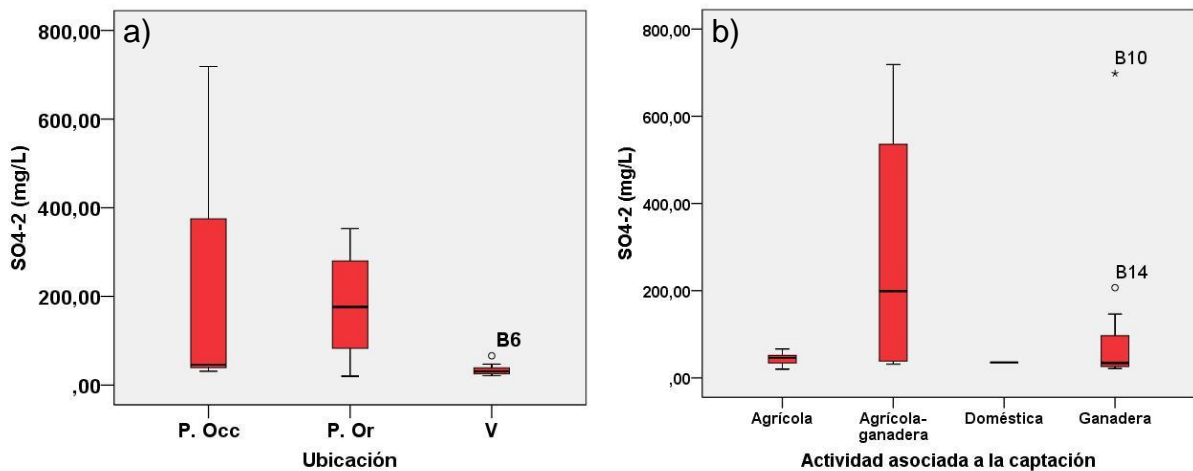 a)
800,00
600,00
400,00
200,00
,00
SO4-2 (mg/L)
B6
P. Occ
P. Or
V
Ubicación
b)
800,00
600,00
400,00
200,00
,00
SO4-2 (mg/L)
B10
*
B14
Agrícola
Agrícola-
ganadera
Doméstica
Ganadera
Actividad asociada a la captación